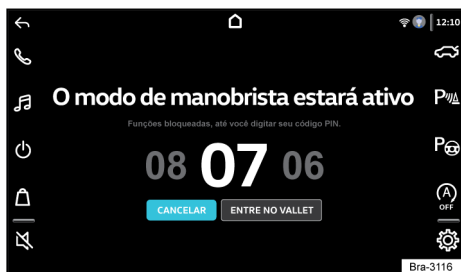 12:10
O modo de manobrista estará ativo
Funções bloqueadas, até você digitar seu código PIN.
08 07 06
CANCELAR ENTRE NO VALLET
P
P
A
OFF
Bra-3116